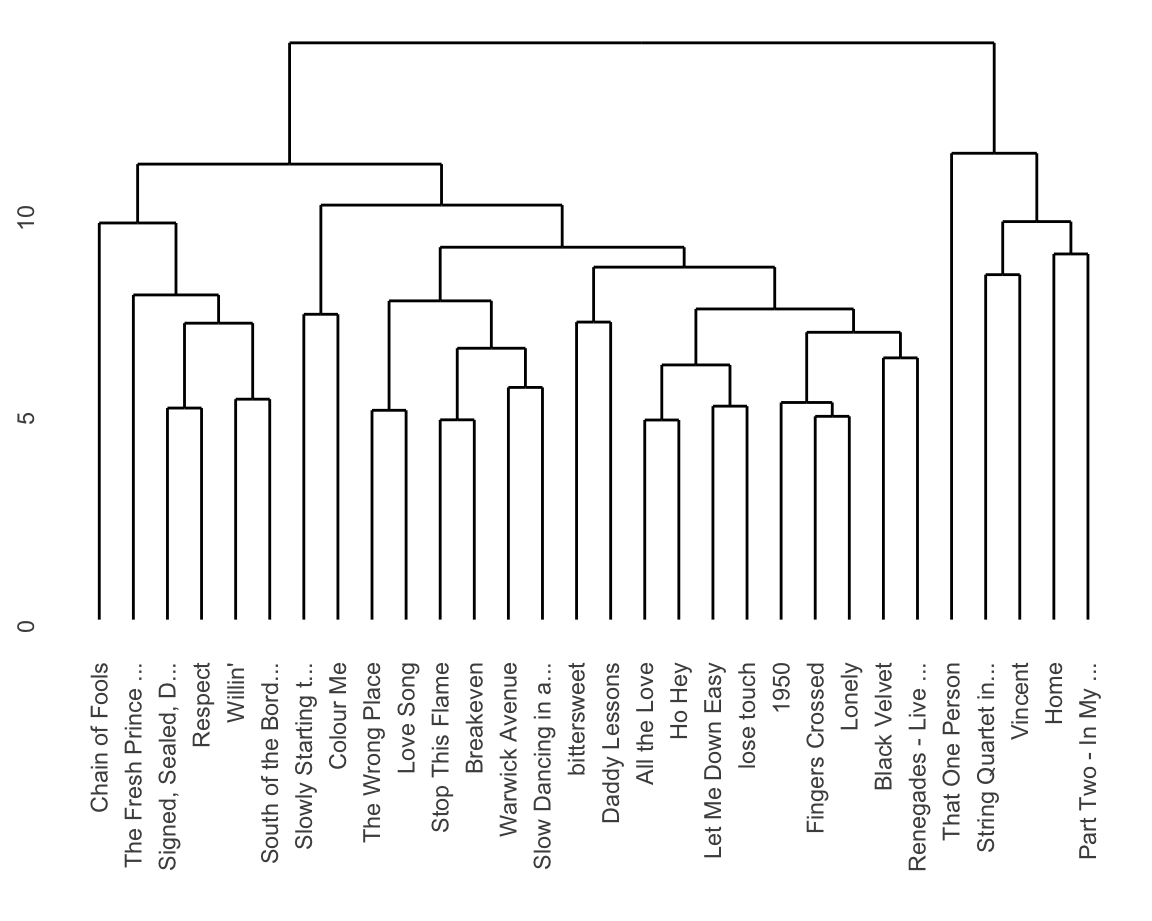 10
5
0
Chain of Fools
The Fresh Prince ...
Signed, Sealed, D...
Respect
Willin'
South of the Bord...
Slowly Starting t...
Colour Me
The Wrong Place
Love Song
Stop This Flame
Breakeven
Warwick Avenue
Slow Dancing in a...
bittersweet
Daddy Lessons
All the Love
Ho Hey
Let Me Down Easy
lose touch
1950
Fingers Crossed
Lonely
Black Velvet
Renegades - Live ...
That One Person
String Quartet in...
Vincent
Home
Part Two - In My ...